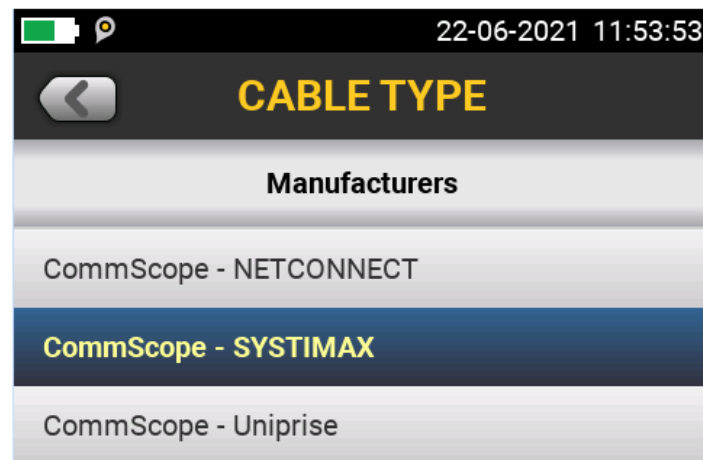 22-06-2021 11:53:53
CABLE TYPE
Manufacturers
CommScope - NETCONNECT
CommScope - SYSTIMAX
CommScope - Uniprise